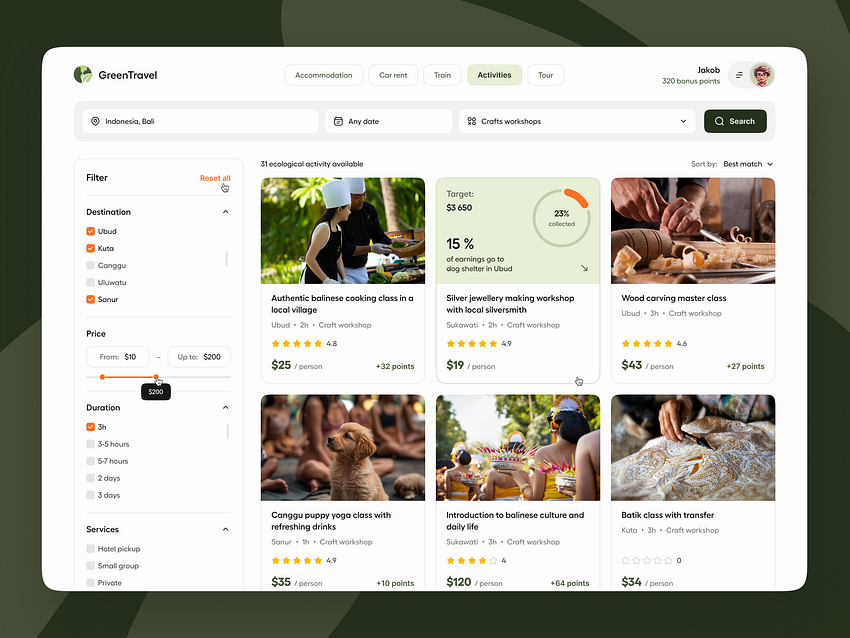 GreenTravel
Accommodation
Car rent
Train
Activities
Tour
Jakob
320 bonus points
Indonesia, Bali
Any date
Crafts workshops
Search
Filter
Reset all
Destination
Ubud
Kuta
Canggu
Uluwatu
Sanur
Price
From: $10
–
Up to: $200
$200
Duration
3h
3-5 hours
5-7 hours
2 days
3 days
Services
Hotel pickup
Small group
Private
31 ecological activity available
Sort by: Best match
Authentic balinese cooking class in a
local village
Ubud • 2h • Craft workshop
4.8
$25 / person
+32 points
Target:
$3 650
23%
collected
15 %
of earnings go to
dog shelter in Ubud
Silver jewellery making workshop
with local silversmith
Sukawati • 2h • Craft workshop
4.9
$19 / person
Wood carving master class
Ubud • 3h • Craft workshop
4.6
$43 / person
+27 points
Canggu puppy yoga class with
refreshing drinks
Sanur • 1h • Craft workshop
4.9
$35 / person
+10 points
Introduction to balinese culture and
daily life
Sukawati • 3h • Craft workshop
4
$120 / person
+64 points
Batik class with transfer
Kuta • 3h • Craft workshop
0
$34 / person